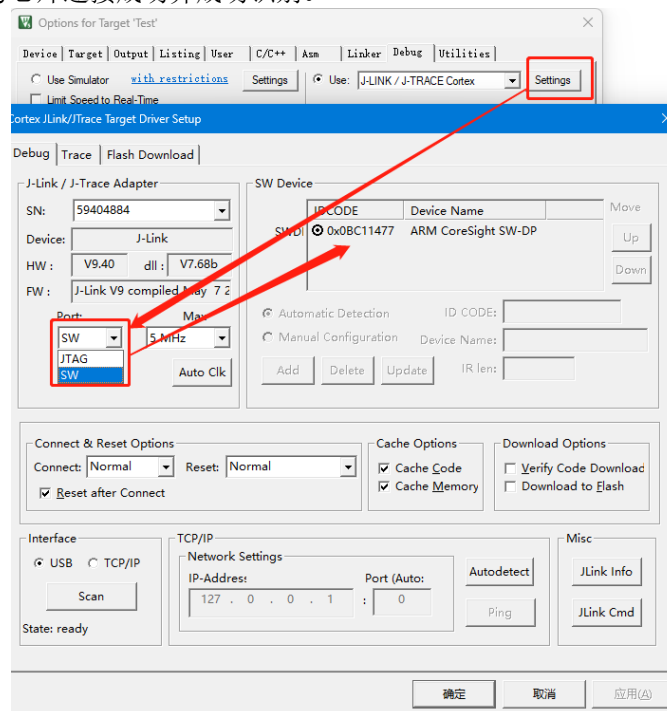 Options for Target 'Test'
Device Target Output Listing User C/C++ Asm Linker Debug Utilities
Use Simulator with restrictions Settings Use: J-LINK / J-TRACE Cortex Settings
Limit Speed to Real-Time
Cortex JLink/JTrace Target Driver Setup
Debug Trace Flash Download
J-Link / J-Trace Adapter SW Device
SN: 59404884 IDCODE Device Name Move
Device: J-Link SWDI 0x0BC11477 ARM CoreSight SW-DP Up
HW : V9.40 dll : V7.68b Down
FW : J-Link V9 compiled May 7 2
Port: Max Automatic Detection ID CODE:
SW 5 MHz Manual Configuration Device Name:
JTAG
SW Auto Clk Add Delete Update IR len:
Connect & Reset Options Cache Options Download Options
Connect: Normal Reset: Normal Cache Code Verify Code Download
Reset after Connect Cache Memory Download to Flash
Interface TCP/IP Misc
USB TCP/IP Network Settings
IP-Address: Port (Auto: Autodetect JLink Info
Scan 127 . 0 . 0 . 1 : 0 Ping JLink Cmd
State: ready
确定 取消 应用(A)